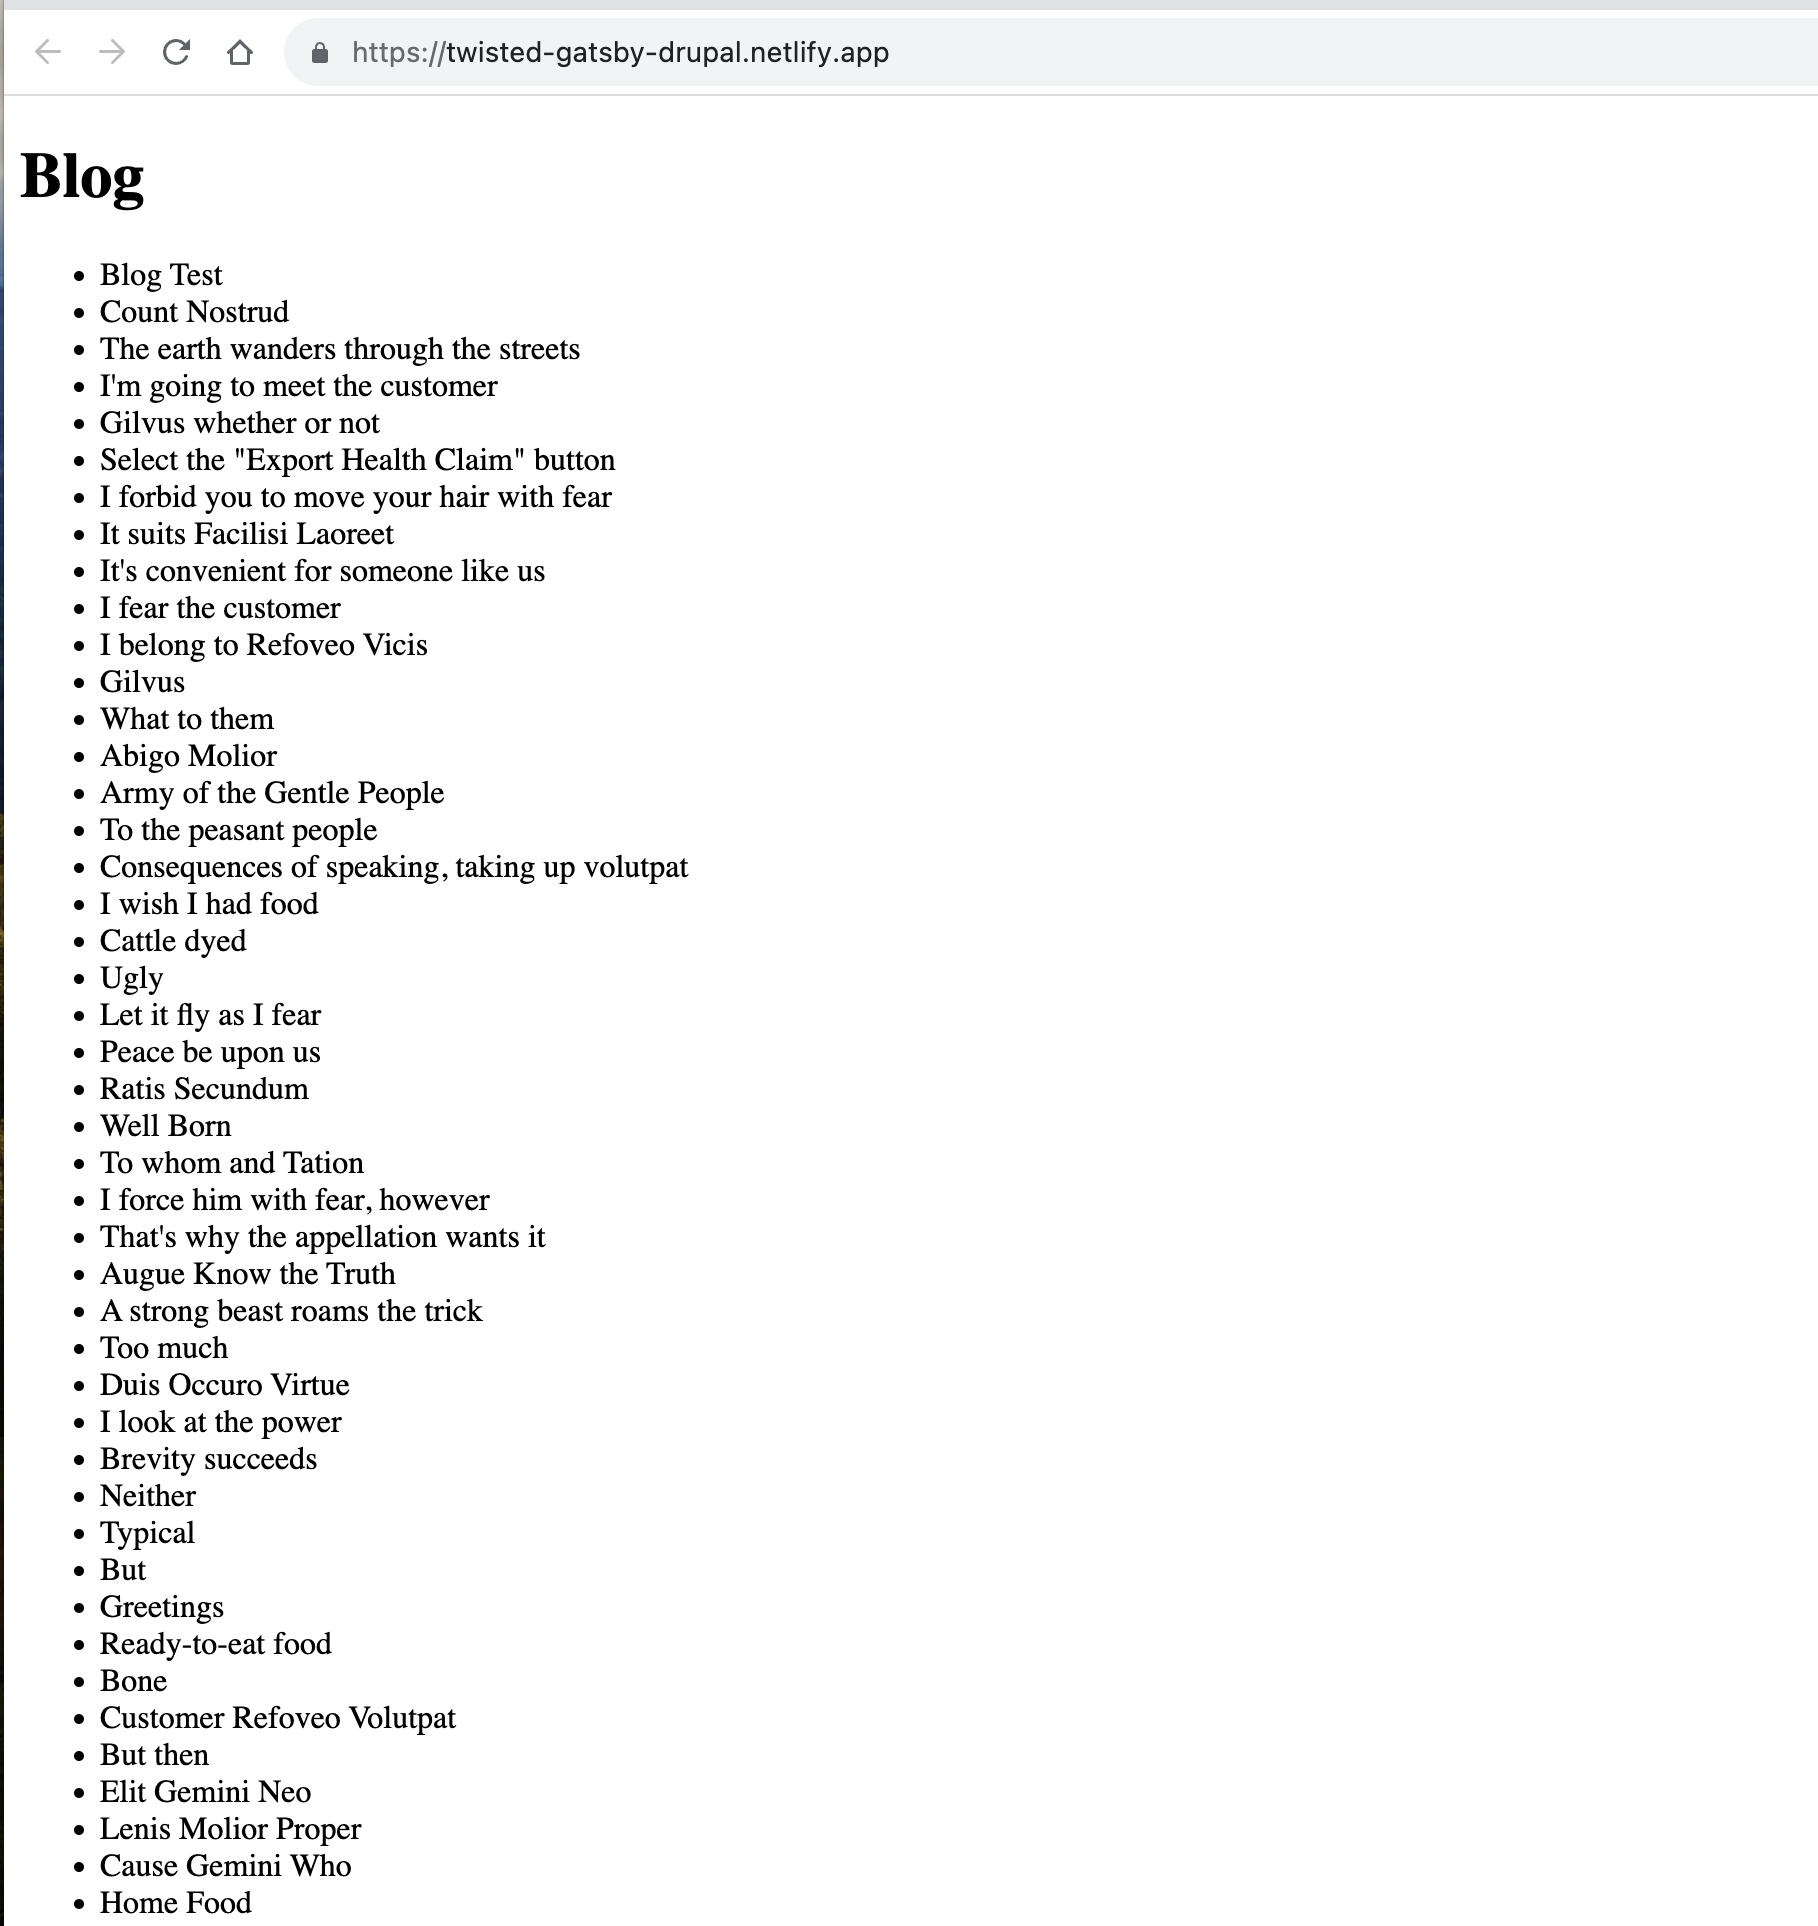 https://twisted-gatsby-drupal.netlify.app
Blog
Blog Test
Count Nostrud
The earth wanders through the streets
I'm going to meet the customer
Gilvus whether or not
Select the "Export Health Claim" button
I forbid you to move your hair with fear
It suits Facilisi Laoreet
It's convenient for someone like us
I fear the customer
I belong to Refoveo Vicis
Gilvus
What to them
Abigo Molior
Army of the Gentle People
To the peasant people
Consequences of speaking, taking up volutpat
I wish I had food
Cattle dyed
Ugly
Let it fly as I fear
Peace be upon us
Ratis Secundum
Well Born
To whom and Tation
I force him with fear, however
That's why the appellation wants it
Augue Know the Truth
A strong beast roams the trick
Too much
Duis Occuro Virtue
I look at the power
Brevity succeeds
Neither
Typical
But
Greetings
Ready-to-eat food
Bone
Customer Refoveo Volutpat
But then
Elit Gemini Neo
Lenis Molior Proper
Cause Gemini Who
Home Food